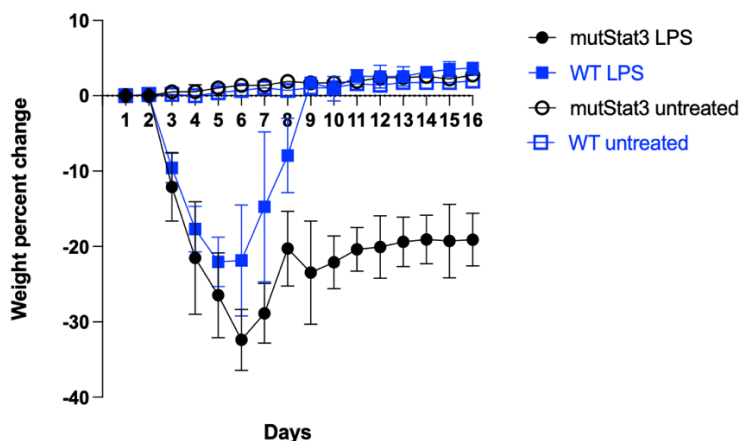 10
mutStat3 LPS
WT LPS
mutStat3 untreated
WT untreated
0
1 2 3 4 5 6 7 8 9 10 11 12 13 14 15 16
-10
-20
-30
-40
Weight percent change
Days